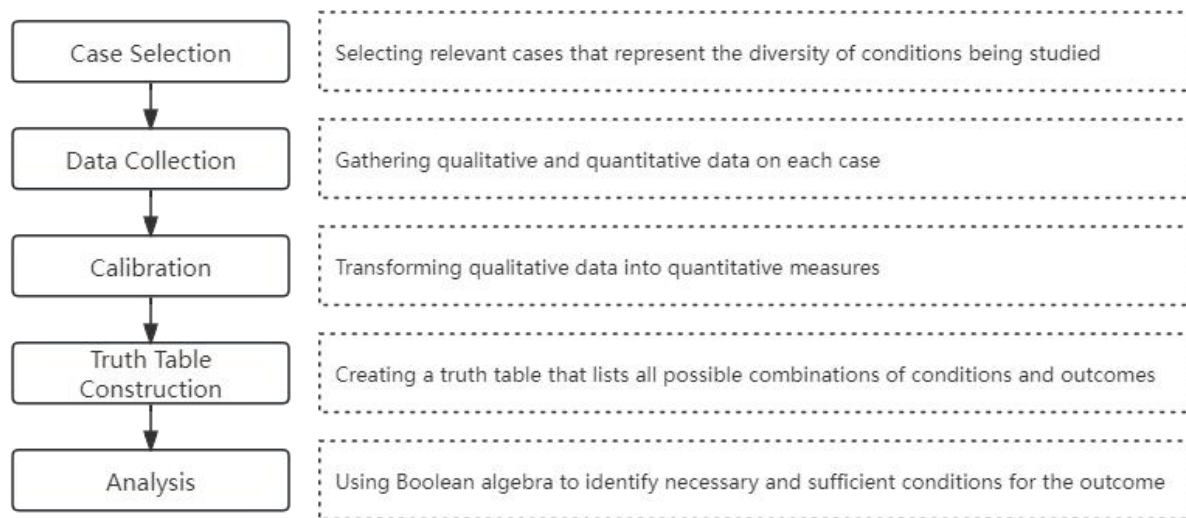 Case Selection
Selecting relevant cases that represent the diversity of conditions being studied
Data Collection
Gathering qualitative and quantitative data on each case
Calibration
Transforming qualitative data into quantitative measures
Truth Table
Construction
Creating a truth table that lists all possible combinations of conditions and outcomes
Analysis
Using Boolean algebra to identify necessary and sufficient conditions for the outcome